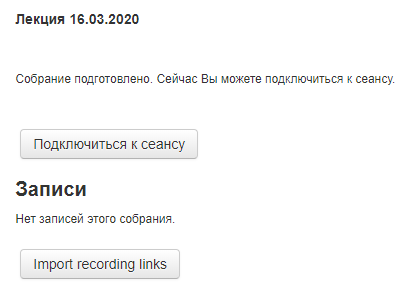 Лекция 16.03.2020
Собрание подготовлено. Сейчас Вы можете подключиться к сеансу.
Подключиться к сеансу
Записи
Нет записей этого собрания.
Import recording links